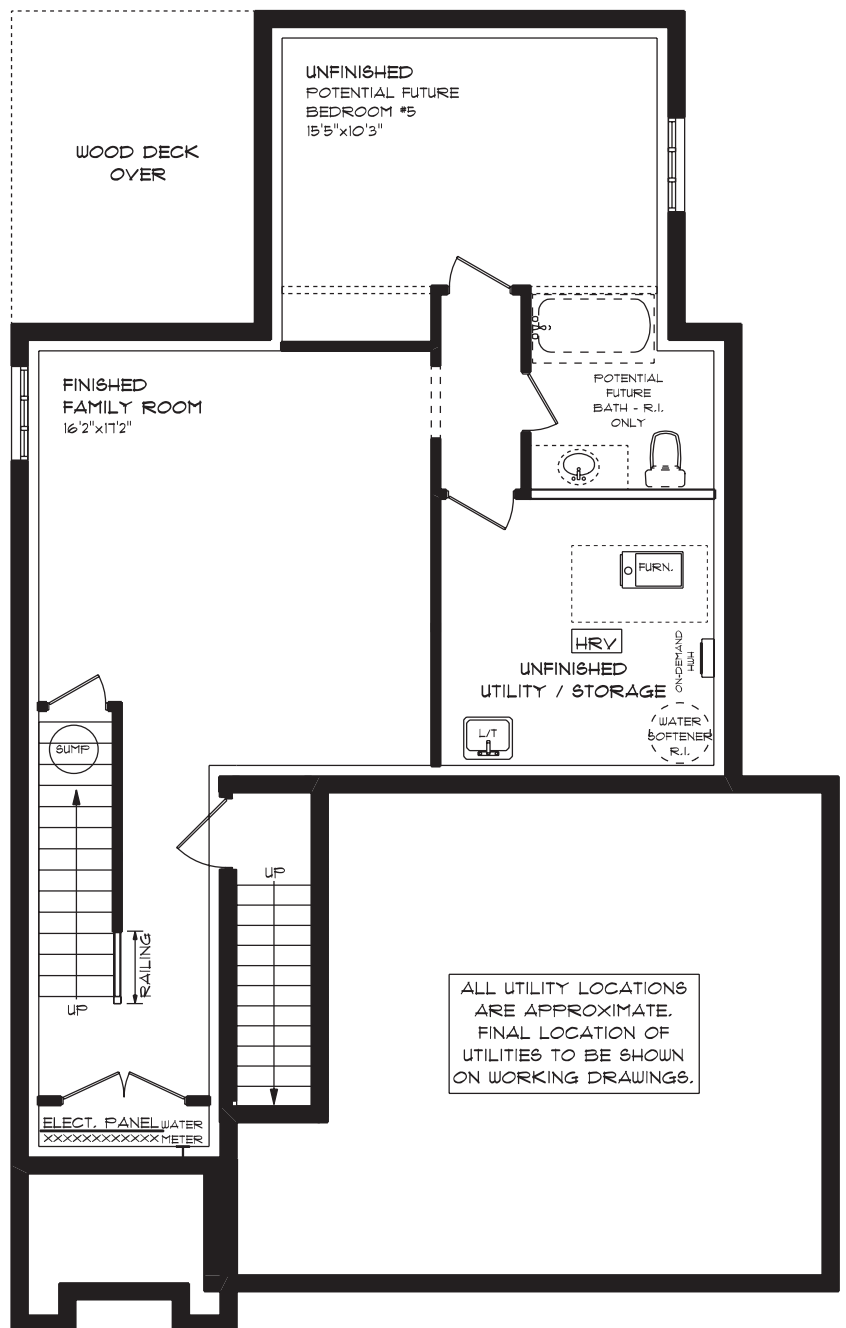 UNFINISHED
POTENTIAL FUTURE
BEDROOM #5
15'5"x10'3"
WOOD DECK
OVER
FINISHED
FAMILY ROOM
16'2"x17'2"
POTENTIAL
FUTURE
BATH - R.I.
ONLY
FURN.
HRV
ON-DEMAND
HWH
UNFINISHED
UTILITY / STORAGE
L/T
WATER
SOFTENER
R.I.
SUMP
UP
RAILING
UP
ALL UTILITY LOCATIONS
ARE APPROXIMATE.
FINAL LOCATION OF
UTILITIES TO BE SHOWN
ON WORKING DRAWINGS.
ELECT. PANEL
XXXXXXXXXXXX
WATER
METER